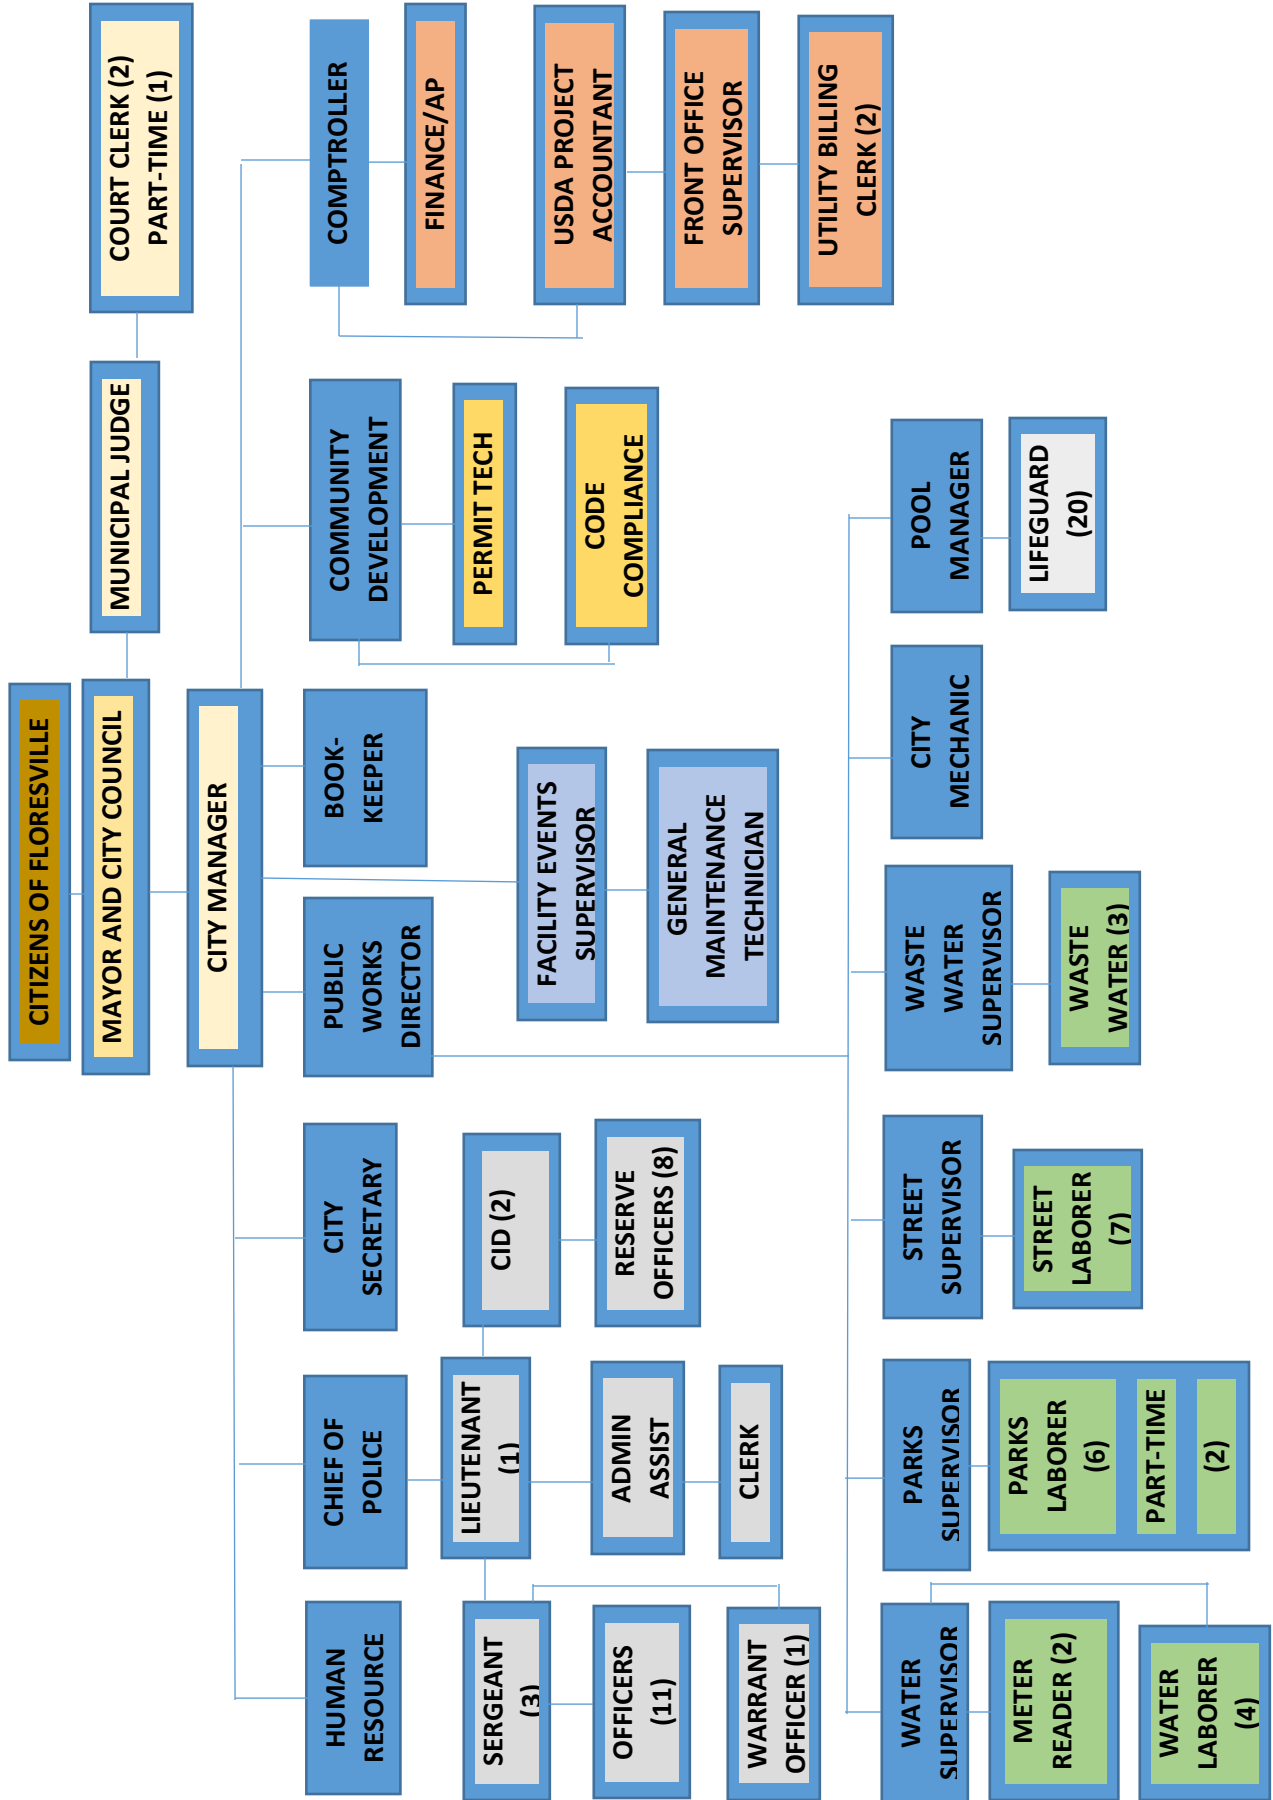 CITIZENS OF FLORESVILLE
MAYOR AND CITY COUNCIL
MUNICIPAL JUDGE
COURT CLERK (2)
PART-TIME (1)
CITY MANAGER
HUMAN
RESOURCE
CHIEF OF
POLICE
CITY
SECRETARY
PUBLIC
WORKS
DIRECTOR
BOOK-
KEEPER
COMMUNITY
DEVELOPMENT
COMPTROLLER
SERGEANT
(3)
OFFICERS
(11)
WARRANT
OFFICER (1)
LIEUTENANT
(1)
ADMIN
ASSIST
CLERK
CID (2)
RESERVE
OFFICERS (8)
FACILITY EVENTS
SUPERVISOR
GENERAL
MAINTENANCE
TECHNICIAN
PERMIT TECH
CODE
COMPLIANCE
FINANCE/AP
USDA PROJECT
ACCOUNTANT
FRONT OFFICE
SUPERVISOR
UTILITY BILLING
CLERK (2)
WATER
SUPERVISOR
METER
READER (2)
WATER
LABORER
(4)
PARKS
SUPERVISOR
PARKS
LABORER
(6)
PART-TIME
(2)
STREET
SUPERVISOR
STREET
LABORER
(7)
WASTE
WATER
SUPERVISOR
WASTE
WATER (3)
CITY
MECHANIC
POOL
MANAGER
LIFEGUARD
(20)